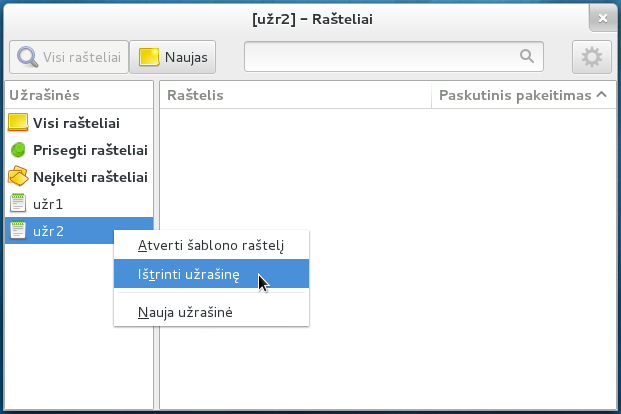 [užr2] – Rašteliai
Visi rašteliai
Naujas
Užrašinės
Raštelis
Paskutinis pakeitimas
Visi rašteliai
Prisegti rašteliai
Neįkelti rašteliai
užr1
užr2
Atverti šablono raštelį
Ištrinti užrašinę
Nauja užrašinė